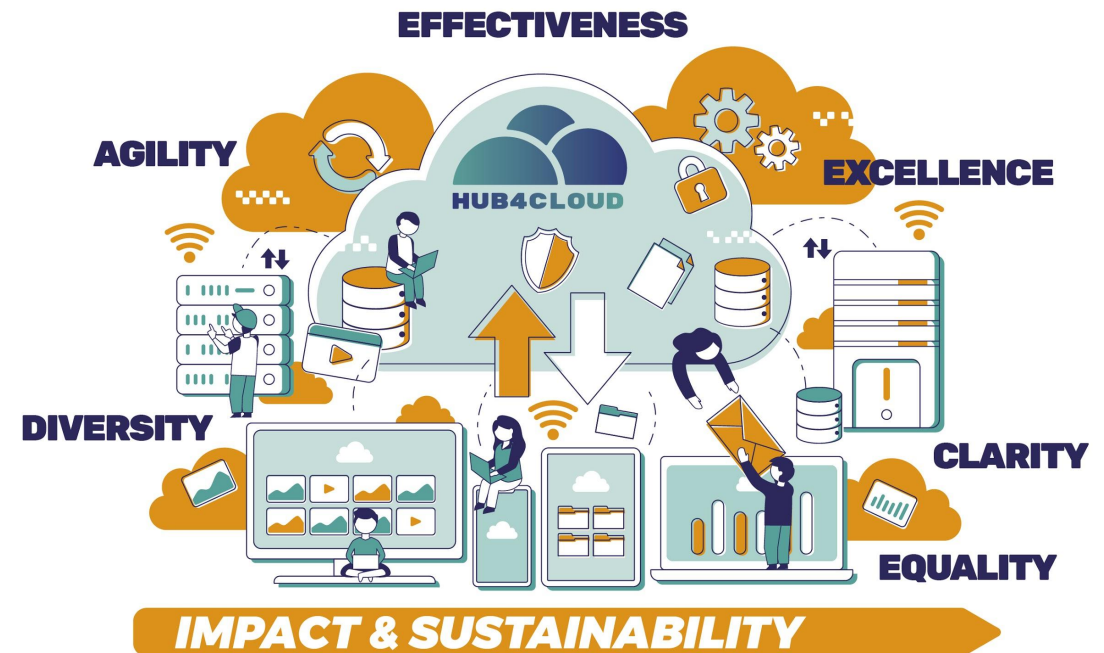 EFFECTIVENESS
AGILITY
EXCELLENCE
HUB4CLOUD
DIVERSITY
CLARITY
EQUALITY
IMPACT & SUSTAINABILITY